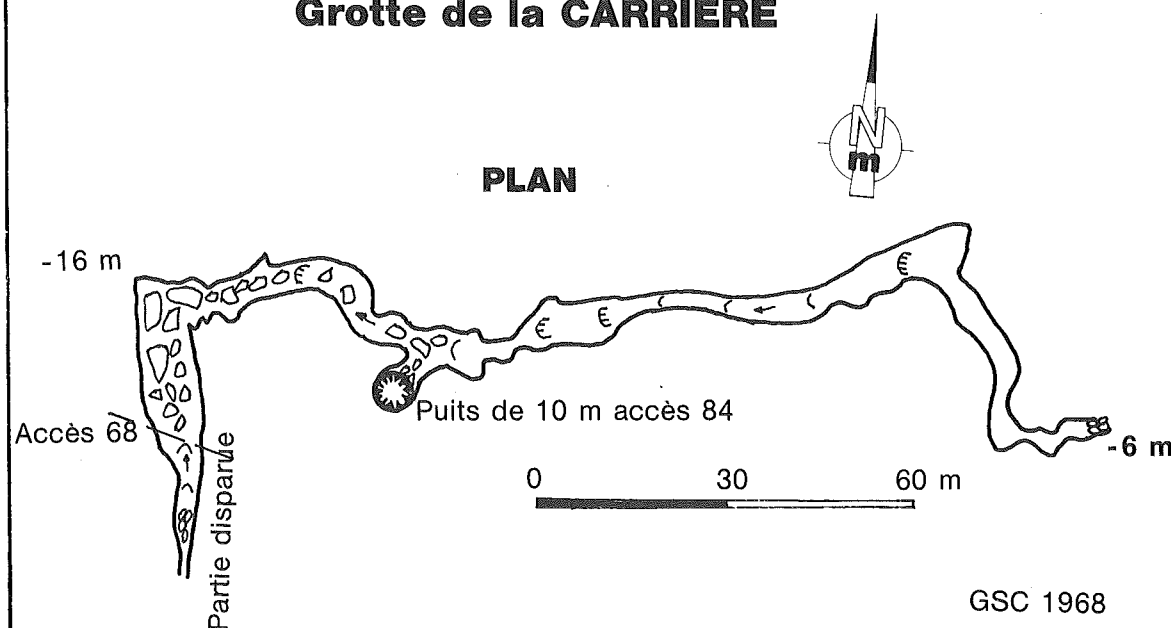 Grotte de la CARRIERE
N
m
PLAN
-16 m
Puits de 10 m accès 84
Accès 68
-6 m
0 30 60 m
Partie disparue
GSC 1968